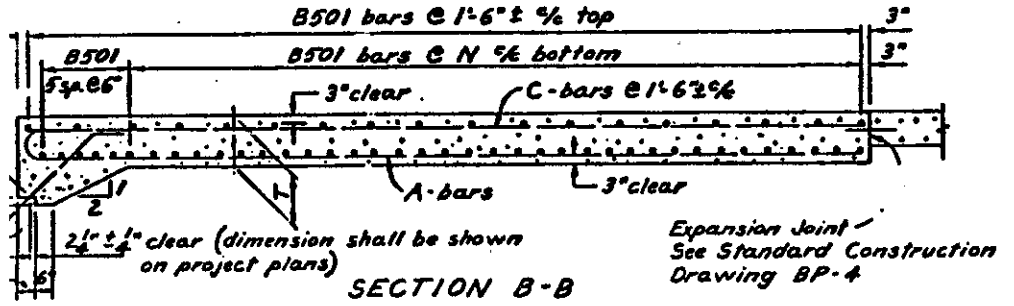 B501 bars @ 1'-6"± c/c top
3"
B501
B501 bars @ N c/c bottom
3"
5 sp. @ 6"
3" clear
C-bars @ 1'-6"± c/c
A-bars
3" clear
T
1
2
2 1/4" ± 1/4" clear (dimension shall be shown
on project plans)
6"
Expansion Joint
See Standard Construction
Drawing BP-4
SECTION B-B